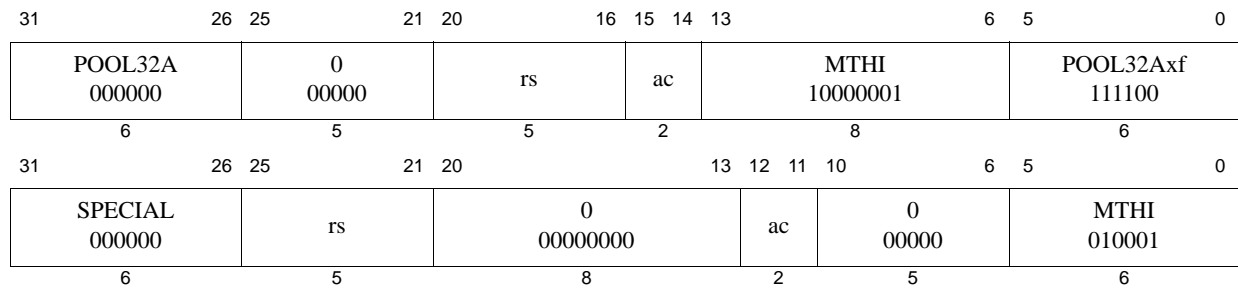 31 26 25 21 20 16 15 14 13 6 5 0
POOL32A 0 rs ac MTHI POOL32Axf
000000 00000 10000001 111100
6 5 5 2 8 6
31 26 25 21 20 13 12 11 10 6 5 0
SPECIAL rs 0 ac 0 MTHI
000000 00000000 00000 010001
6 5 8 2 5 6